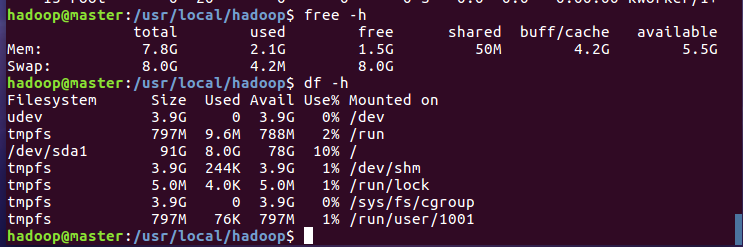 hadoop@master:/usr/local/hadoop$ free -h
total used free shared buff/cache available
Mem: 7.8G 2.1G 1.5G 50M 4.2G 5.5G
Swap: 8.0G 4.2M 8.0G
hadoop@master:/usr/local/hadoop$ df -h
Filesystem Size Used Avail Use% Mounted on
udev 3.9G 0 3.9G 0% /dev
tmpfs 797M 9.6M 788M 2% /run
/dev/sda1 91G 8.0G 78G 10% /
tmpfs 3.9G 244K 3.9G 1% /dev/shm
tmpfs 5.0M 4.0K 5.0M 1% /run/lock
tmpfs 3.9G 0 3.9G 0% /sys/fs/cgroup
tmpfs 797M 76K 797M 1% /run/user/1001
hadoop@master:/usr/local/hadoop$